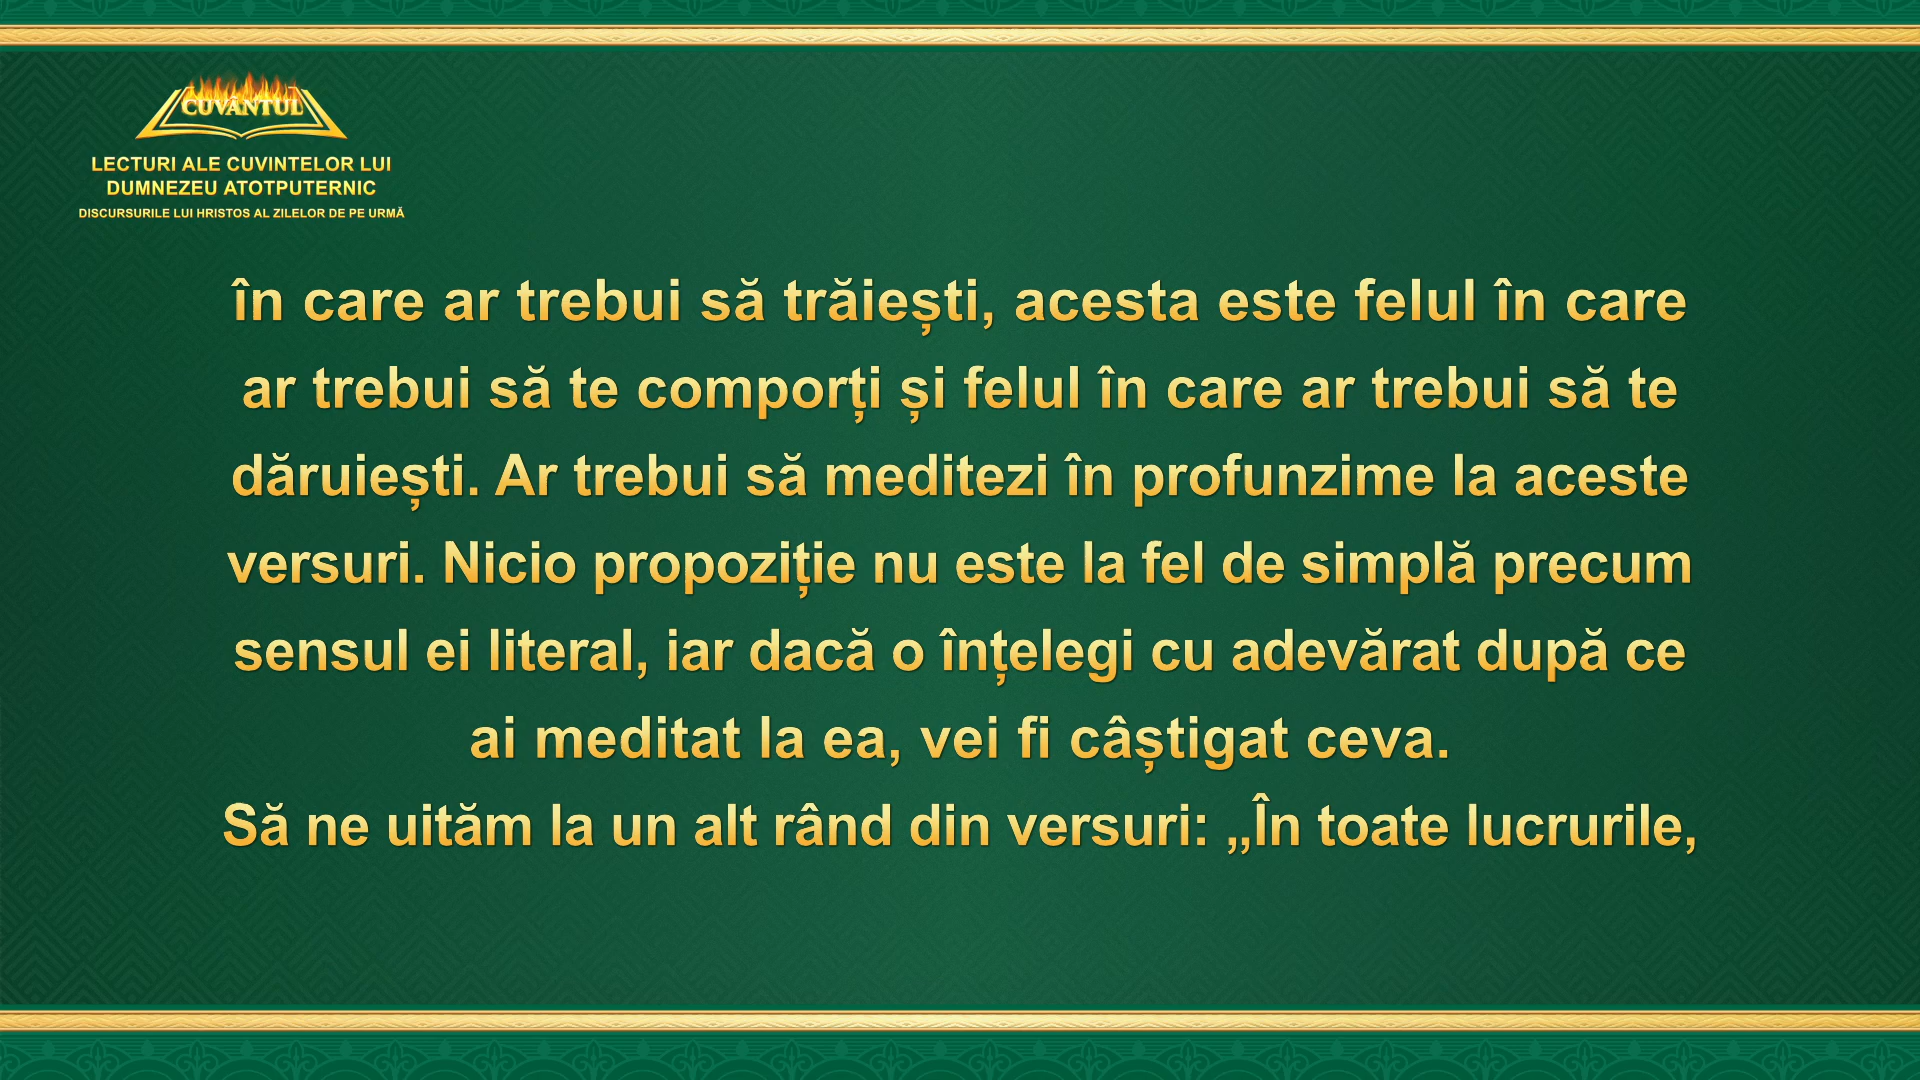 CUVÂNTUL
LECTURI ALE CUVINTELOR LUI
DUMNEZEU ATOTPUTERNIC
DISCURSURILE LUI HRISTOS AL ZILELOR DE PE URMĂ
în care ar trebui să trăiești, acesta este felul în care
ar trebui să te comporți și felul în care ar trebui să te
dăruiești. Ar trebui să meditezi în profunzime la aceste
versuri. Nicio propoziție nu este la fel de simplă precum
sensul ei literal, iar dacă o înțelegi cu adevărat după ce
ai meditat la ea, vei fi câștigat ceva.
Să ne uităm la un alt rând din versuri: „În toate lucrurile,